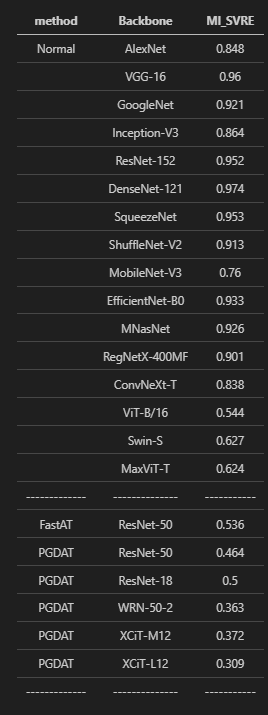 method Backbone MI_SVRE
Normal AlexNet 0.848
VGG-16 0.96
GoogleNet 0.921
Inception-V3 0.864
ResNet-152 0.952
DenseNet-121 0.974
SqueezeNet 0.953
ShuffleNet-V2 0.913
MobileNet-V3 0.76
EfficientNet-B0 0.933
MNasNet 0.926
RegNetX-400MF 0.901
ConvNeXt-T 0.838
ViT-B/16 0.544
Swin-S 0.627
MaxViT-T 0.624
------------- -------------- -----------
FastAT ResNet-50 0.536
PGDAT ResNet-50 0.464
PGDAT ResNet-18 0.5
PGDAT WRN-50-2 0.363
PGDAT XCiT-M12 0.372
PGDAT XCiT-L12 0.309
------------- -------------- -----------